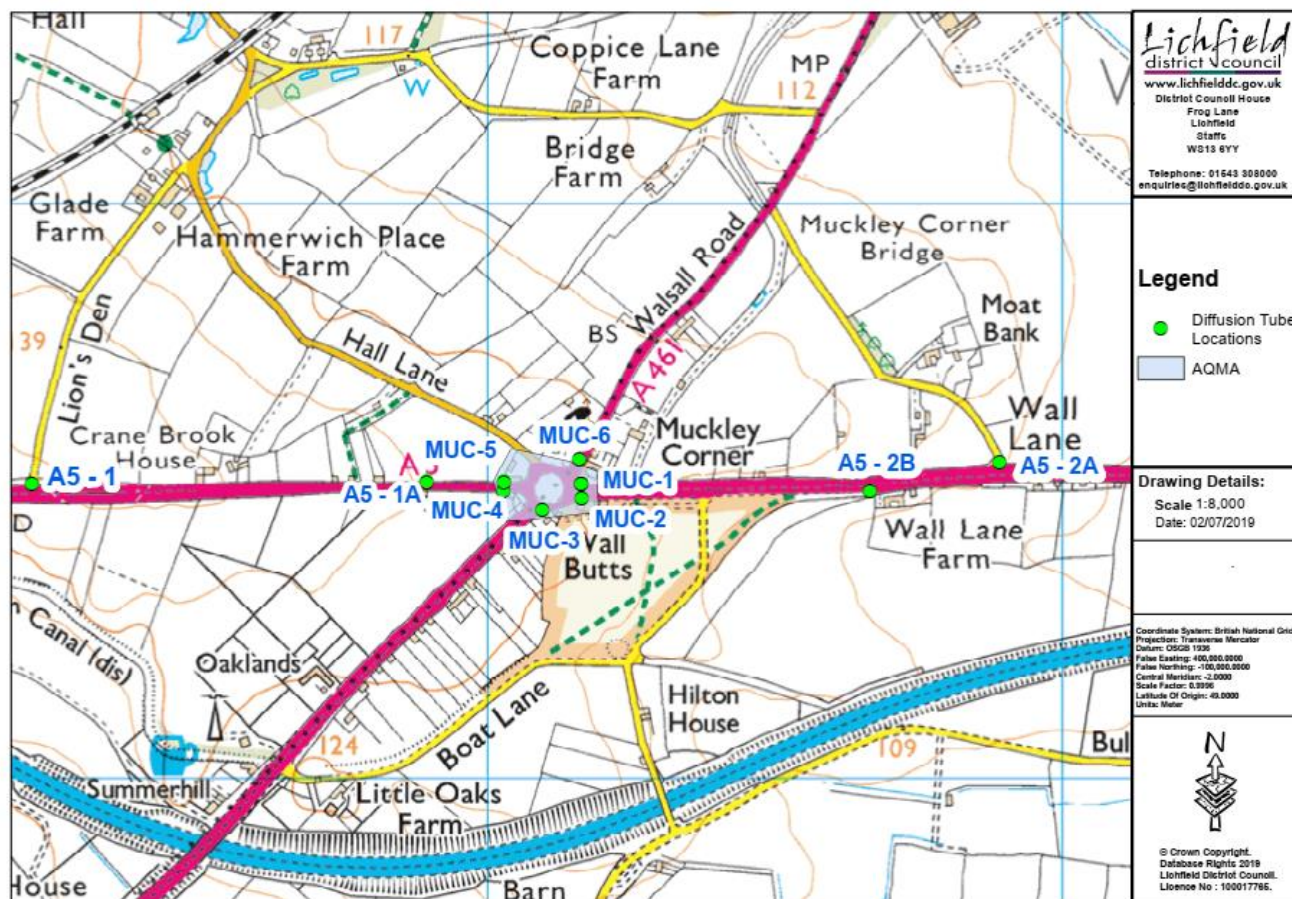 Hall
117
Coppice Lane
Farm
MP
112
W
Bridge
Farm
Glade
Farm
Hammerwich Place
Farm
Muckley Corner
Bridge
Walsall Road
Lion's Den
39
Hall Lane
BS
A 461
Moat
Bank
Crane Brook
House
MUC-5
MUC-6
Muckley
Corner
Wall
Lane
A5 - 1
A5 - 1A
MUC-4
MUC-1
MUC-2
MUC-3
A5 - 2B
A5 - 2A
Wall
Butts
Wall Lane
Farm
Canal (dis)
Oaklands
Boat Lane
Hilton
House
124
109
Bul
Summerhill
Little Oaks
Farm
House
Barn
Lichfield
district council
www.lichfielddc.gov.uk
District Council House
Frog Lane
Lichfield
Staffs
WS13 6YY
Telephone: 01543 308000
enquiries@lichfielddc.gov.uk
Legend
Diffusion Tube
Locations
AQMA
Drawing Details:
Scale 1:8,000
Date: 02/07/2019
Coordinate System: British National Grid
Projection: Transverse Mercator
Datum: OSGB 1936
False Easting: 400,000.0000
False Northing: -100,000.0000
Central Meridian: -2.0000
Scale Factor: 0.9996
Latitude Of Origin: 49.0000
Units: Meter
N
© Crown Copyright.
Database Rights 2019
Lichfield District Council.
Licence No : 100017765.